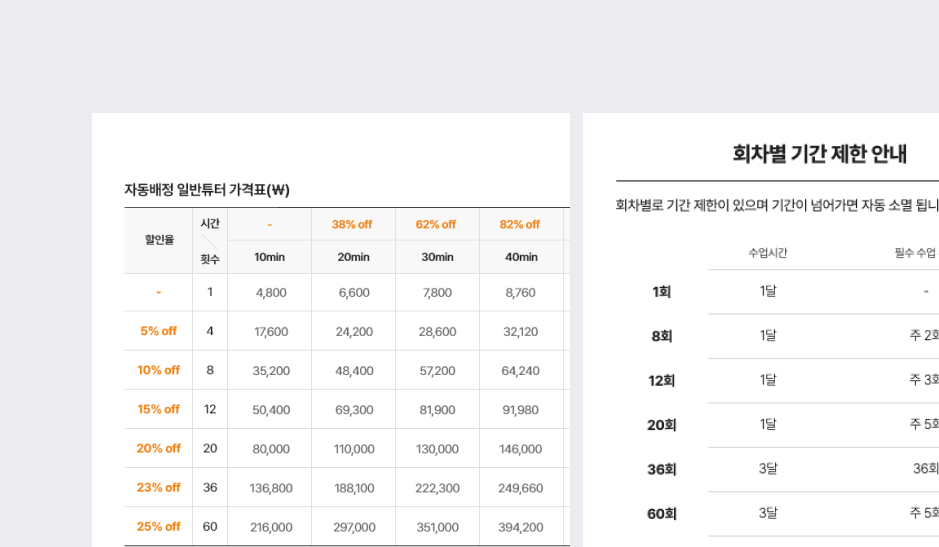 자동배정 일반튜터 가격표(₩)
할인율 시간 횟수 - 38% off 62% off 82% off
10min 20min 30min 40min
- 1 4,800 6,600 7,800 8,760
5% off 4 17,600 24,200 28,600 32,120
10% off 8 35,200 48,400 57,200 64,240
15% off 12 50,400 69,300 81,900 91,980
20% off 20 80,000 110,000 130,000 146,000
23% off 36 136,800 188,100 222,300 249,660
25% off 60 216,000 297,000 351,000 394,200
회차별 기간 제한 안내
회차별로 기간 제한이 있으며 기간이 넘어가면 자동 소멸 됩니
수업시간 필수 수업
1회 1달 -
8회 1달 주 2회
12회 1달 주 3회
20회 1달 주 5회
36회 3달 36회
60회 3달 주 5회